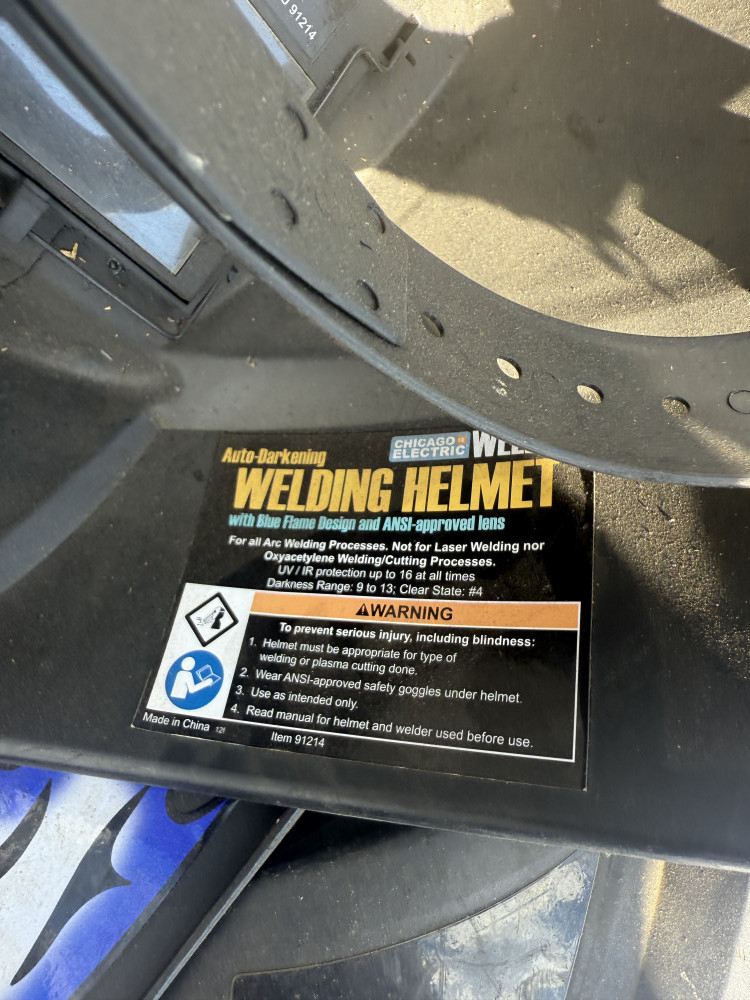 91214
CHICAGO
ELECTRIC
Auto-Darkening
WELDING HELMET
with Blue Flame Design and ANSI-approved lens
For all Arc Welding Processes. Not for Laser Welding nor
Oxyacetylene Welding/Cutting Processes.
UV / IR protection up to 16 at all times
Darkness Range: 9 to 13; Clear State: #4
⚠WARNING
To prevent serious injury, including blindness:
1. Helmet must be appropriate for type of
welding or plasma cutting done.
2. Wear ANSI-approved safety goggles under helmet.
3. Use as intended only.
4. Read manual for helmet and welder used before use.
Made in China
Item 91214